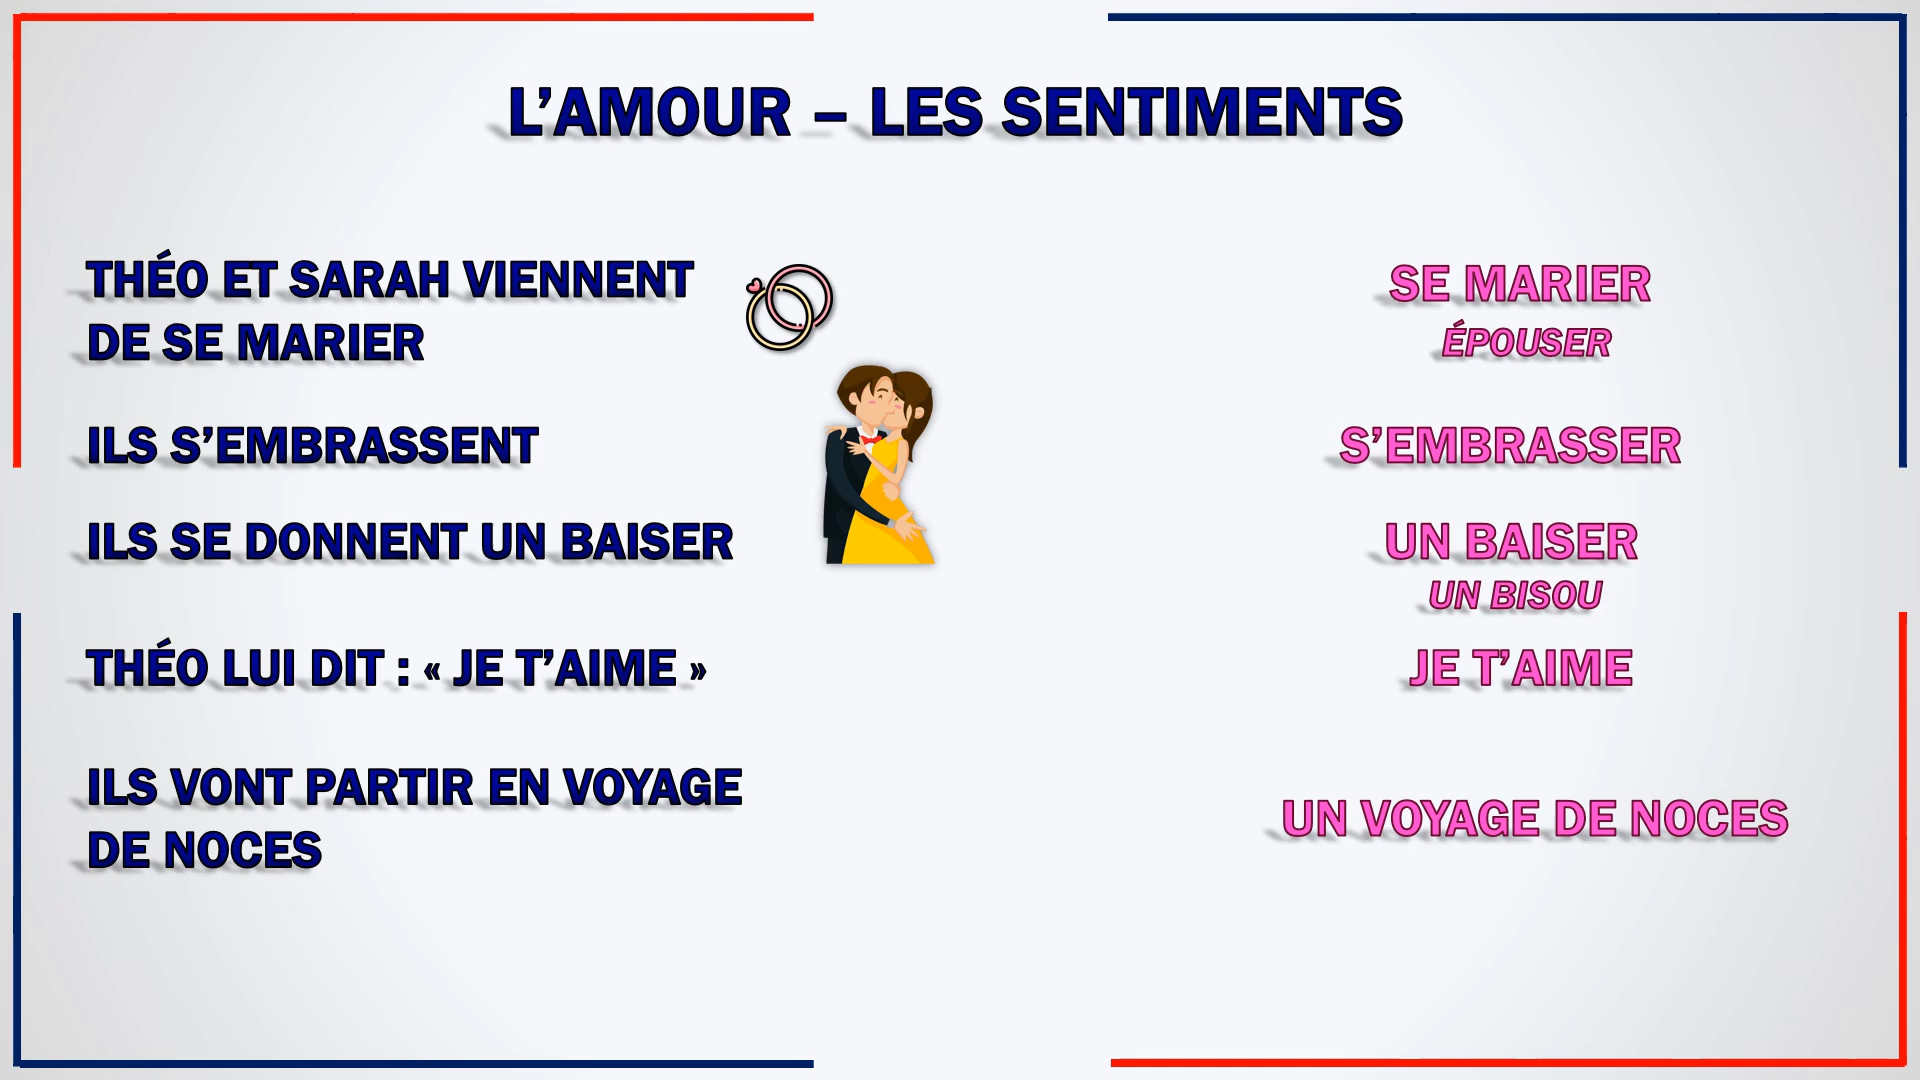 L’AMOUR – LES SENTIMENTS
THÉO ET SARAH VIENNENT
DE SE MARIER
SE MARIER
ÉPOUSER
ILS S’EMBRASSENT
S’EMBRASSER
ILS SE DONNENT UN BAISER
UN BAISER
UN BISOU
THÉO LUI DIT : « JE T’AIME »
JE T’AIME
ILS VONT PARTIR EN VOYAGE
DE NOCES
UN VOYAGE DE NOCES